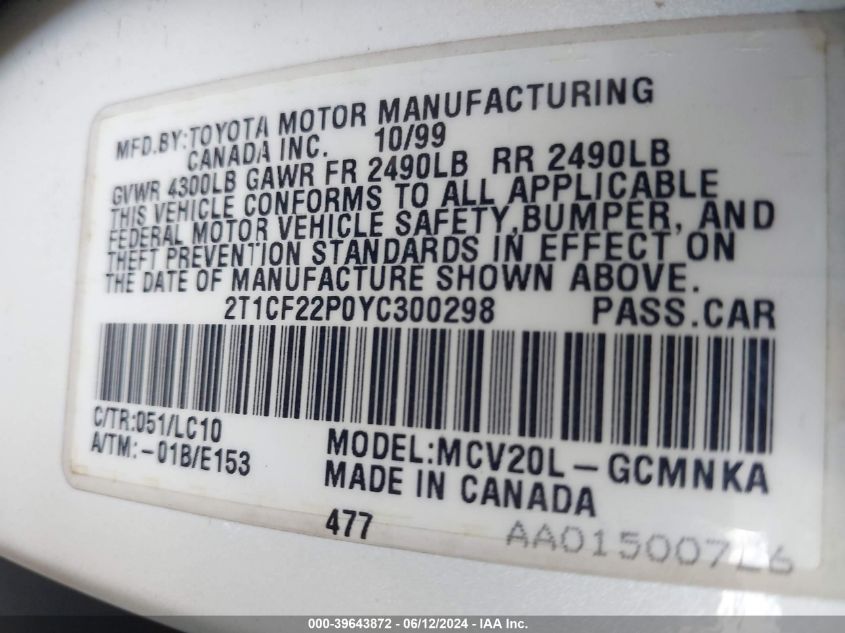 MFD.BY:TOYOTA MOTOR MANUFACTURING
CANADA INC. 10/99
GVWR 4300LB GAWR FR 2490LB RR 2490LB
THIS VEHICLE CONFORMS TO ALL APPLICABLE
FEDERAL MOTOR VEHICLE SAFETY,BUMPER, AND
THEFT PREVENTION STANDARDS IN EFFECT ON
THE DATE OF MANUFACTURE SHOWN ABOVE.
2T1CF22P0YC300298 PASS.CAR
C/TR:051/LC10
A/TM:-01B/E153
MODEL:MCV20L-GCMNKA
MADE IN CANADA
477
000-39643872 - 06/12/2024 - IAA Inc.